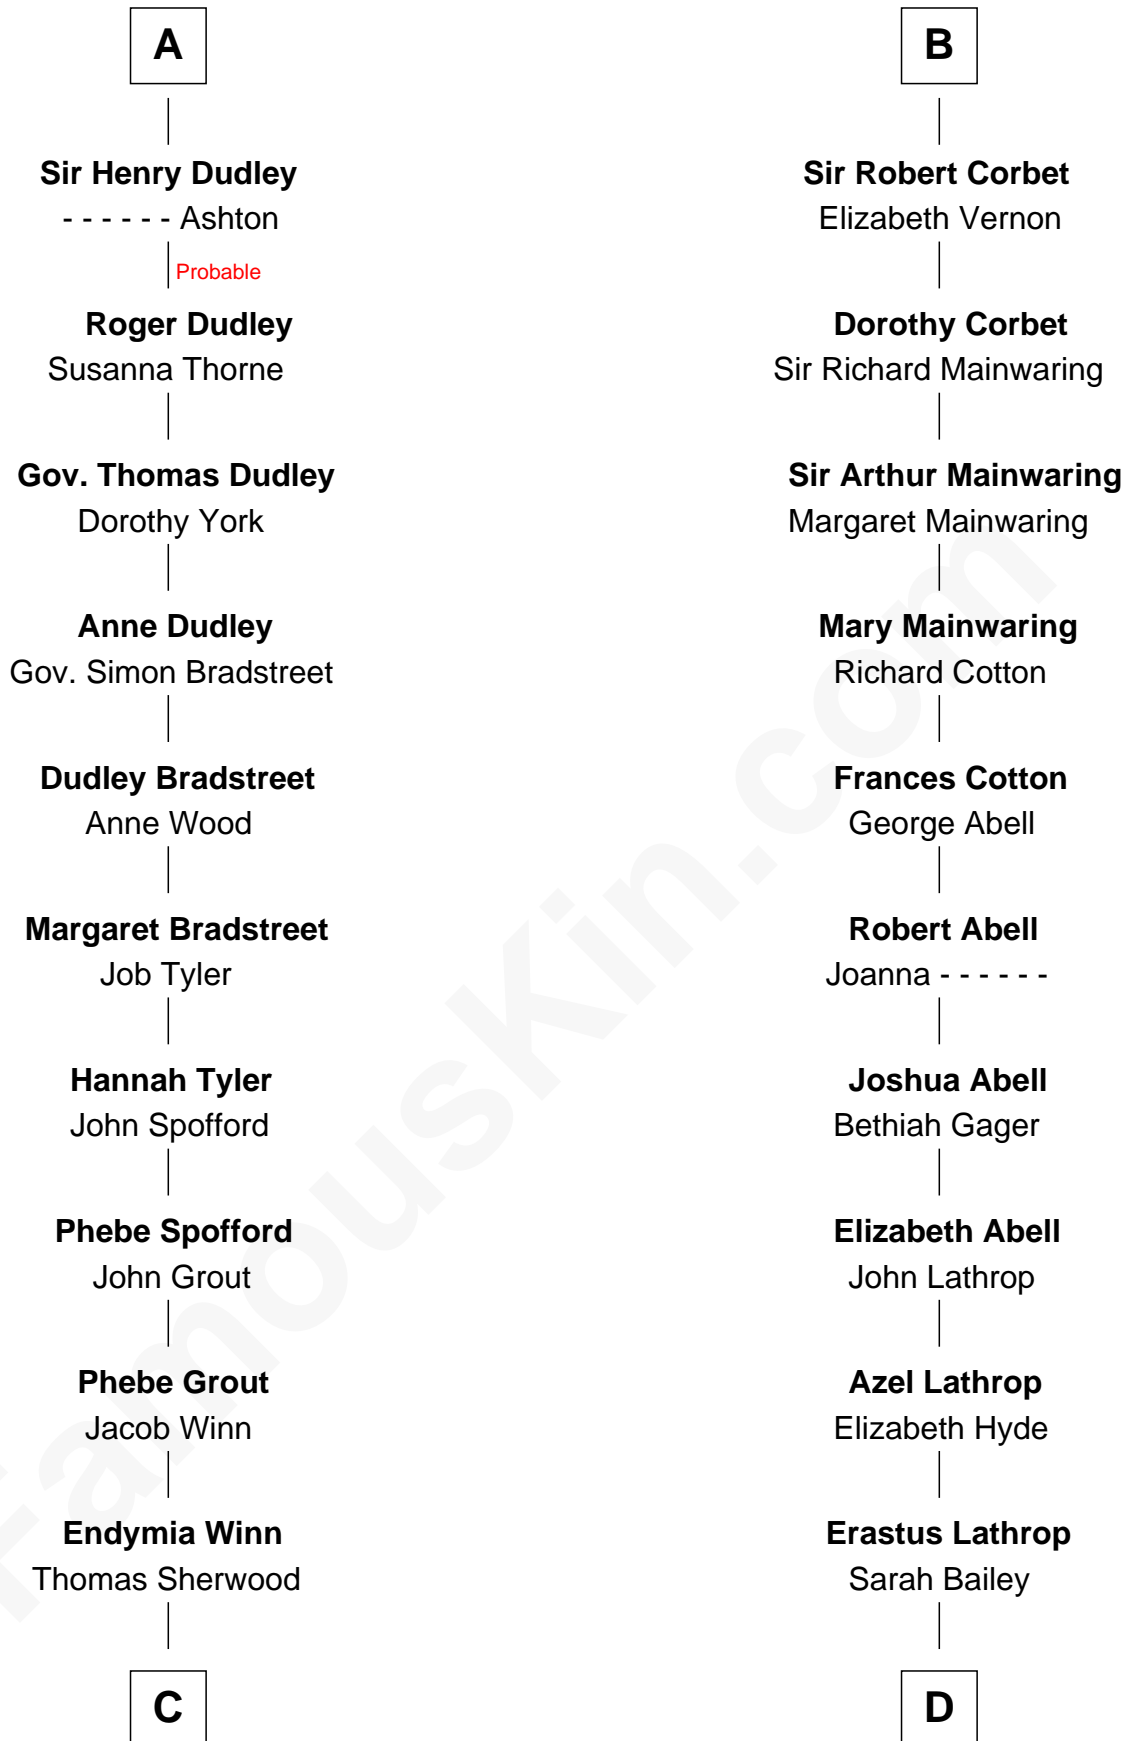 A
Sir Henry Dudley
- - - - - - Ashton
Probable
Roger Dudley
Susanna Thorne
Gov. Thomas Dudley
Dorothy York
Anne Dudley
Gov. Simon Bradstreet
Dudley Bradstreet
Anne Wood
Margaret Bradstreet
Job Tyler
Hannah Tyler
John Spofford
Phebe Spofford
John Grout
Phebe Grout
Jacob Winn
Endymia Winn
Thomas Sherwood
C
B
Sir Robert Corbet
Elizabeth Vernon
Dorothy Corbet
Sir Richard Mainwaring
Sir Arthur Mainwaring
Margaret Mainwaring
Mary Mainwaring
Richard Cotton
Frances Cotton
George Abell
Robert Abell
Joanna - - - - - -
Joshua Abell
Bethiah Gager
Elizabeth Abell
John Lathrop
Azel Lathrop
Elizabeth Hyde
Erastus Lathrop
Sarah Bailey
D
FamousKin.com